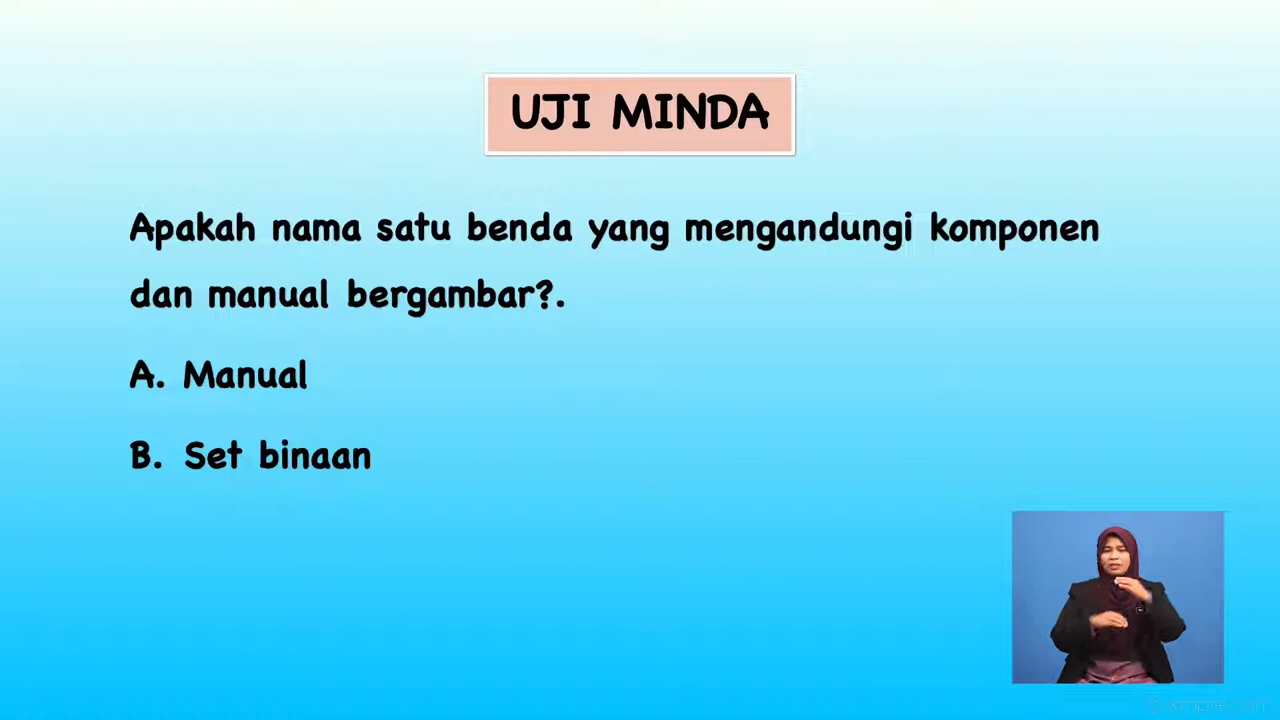 UJI MINDA
Apakah nama satu benda yang mengandungi komponen
dan manual bergambar?.
A. Manual
B. Set binaan